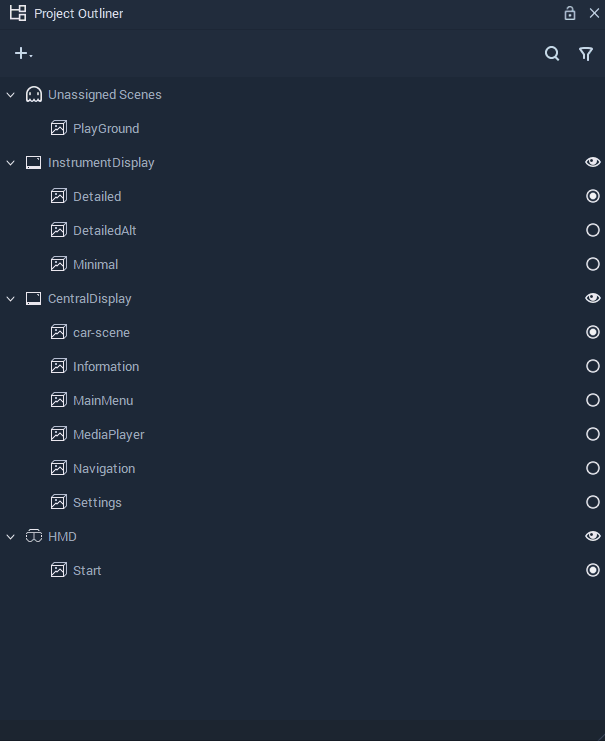 Project Outliner
Unassigned Scenes
PlayGround
InstrumentDisplay
Detailed
DetailedAlt
Minimal
CentralDisplay
car-scene
Information
MainMenu
MediaPlayer
Navigation
Settings
HMD
Start